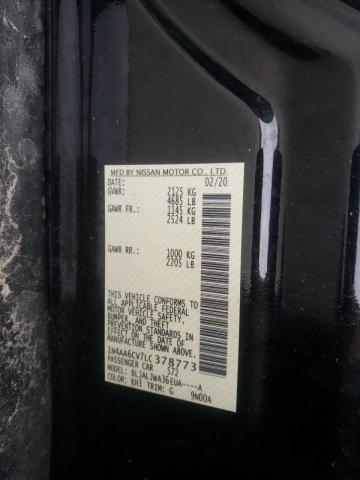 MFD BY NISSAN MOTOR CO., LTD.
DATE: 02/20
GVWR: 2125 KG
4685 LB
GAWR FR.: 1145 KG
2524 LB
GAWR RR. 1000 KG
2205 LB
THIS VEHICLE CONFORMS TO
ALL APPLICABLE FEDERAL
MOTOR VEHICLE SAFETY,
BUMPER, AND THEFT
PREVENTION STANDARDS IN
EFFECT ON THE DATE OF
MANUFACTURE SHOWN ABOVE.
1N4AA6CV7LC378773
PASSENGER CAR 572
MODEL: BLJALJWA36EUA----A
COLOR: KH3 TRIM: G 9N00A